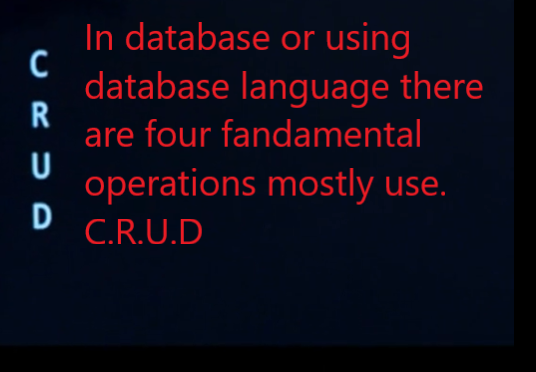 C
R
U
D
In database or using
database language there
are four fandamental
operations mostly use.
C.R.U.D